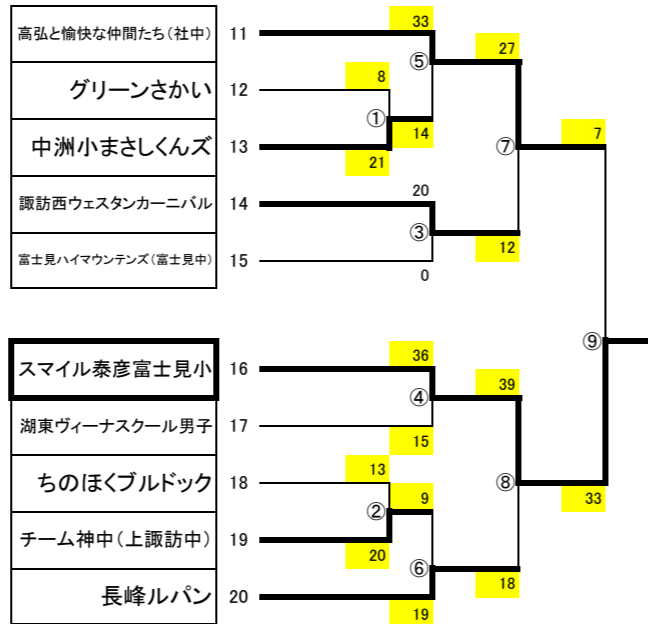 高弘と愉快な仲間たち(社中) 11
グリーンさかい 12
中洲小まさしくんズ 13
諏訪西ウェスタンカーニバル 14
富士見ハイマウンテンズ(富士見中) 15
33
⑤
27
8
①
14
21
⑦
7
20
③
12
0
⑨
スマイル泰彦富士見小 16
湖東ヴィーナスクール男子 17
ちのほくブルドック 18
チーム神中(上諏訪中) 19
長峰ルパン 20
36
④
39
15
13
②
9
⑧
33
20
⑥
18
19